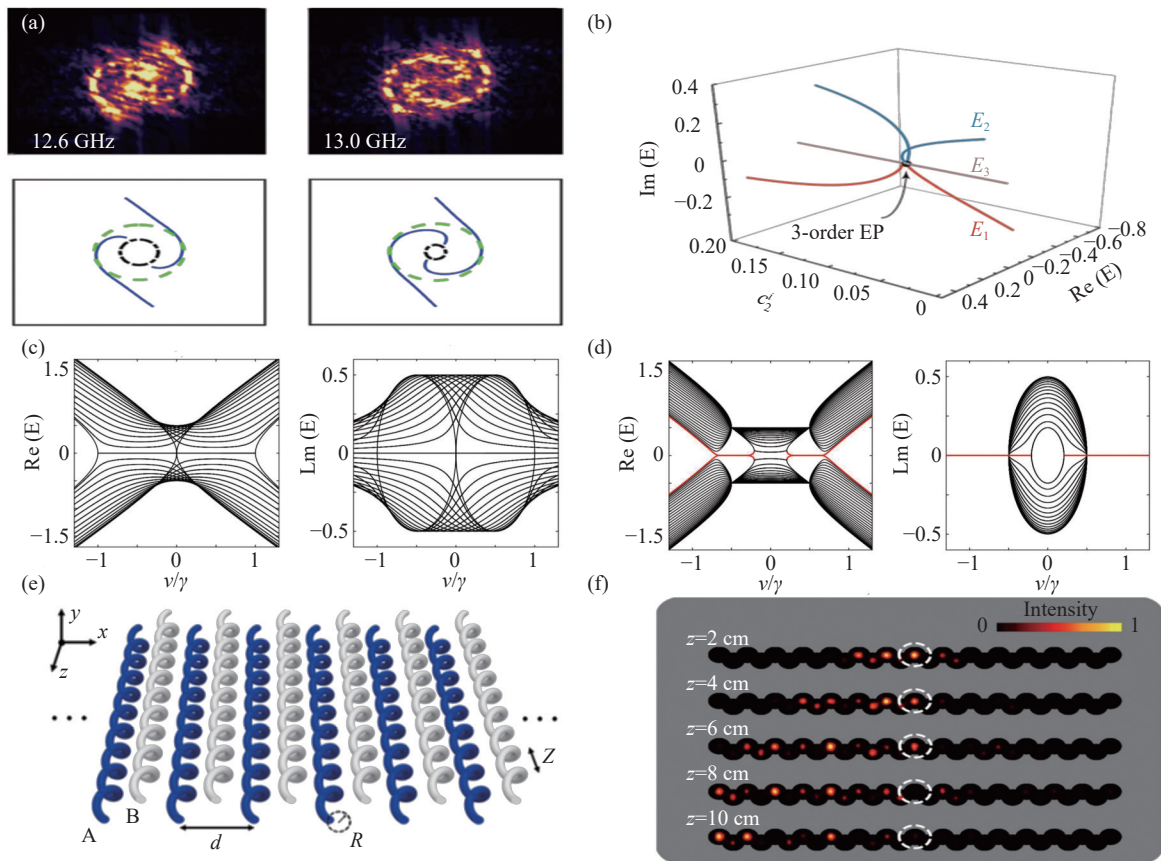 (a)
12.6 GHz
13.0 GHz
(b)
0.4
0.2
0
−0.2
Im (E)
0.20
0.15
0.10
0.05
0
c′₂
0.4
0.2
0
−0.2
−0.4
−0.6
−0.8
Re (E)
E₂
E₃
E₁
3-order EP
(c)
1.5
0
−1.5
Re (E)
−1
0
1
v/γ
0.5
0
−0.5
Lm (E)
−1
0
1
v/γ
(d)
1.5
0
−1.5
Re (E)
−1
0
1
v/γ
0.5
0
−0.5
Lm (E)
−1
0
1
v/γ
(e)
y
x
z
A
B
d
R
Z
(f)
Intensity
0
1
z=2 cm
z=4 cm
z=6 cm
z=8 cm
z=10 cm